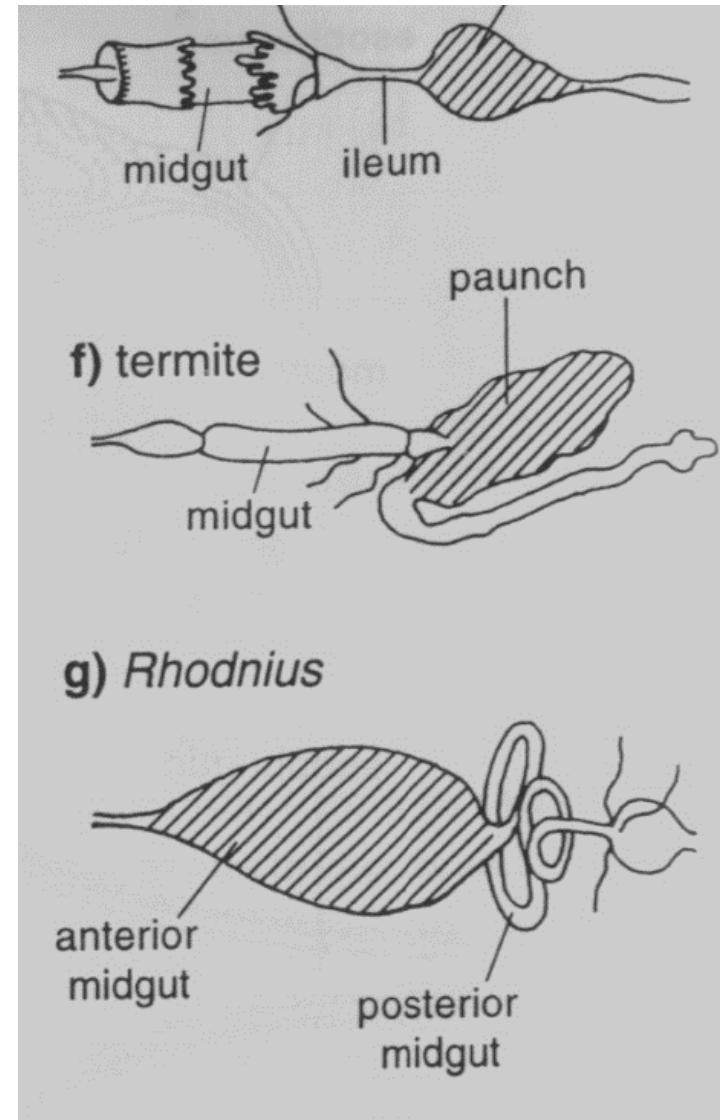 midgut
ileum
paunch
f) termite
midgut
g) Rhodnius
anterior
midgut
posterior
midgut